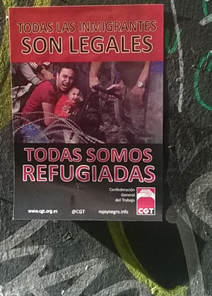 TODAS LAS INMIGRANTES
SON LEGALES
TODAS SOMOS
REFUGIADAS
Confederación
General
del Trabajo
CGT
www.cgt.org.es @CGT rojoynegro.info